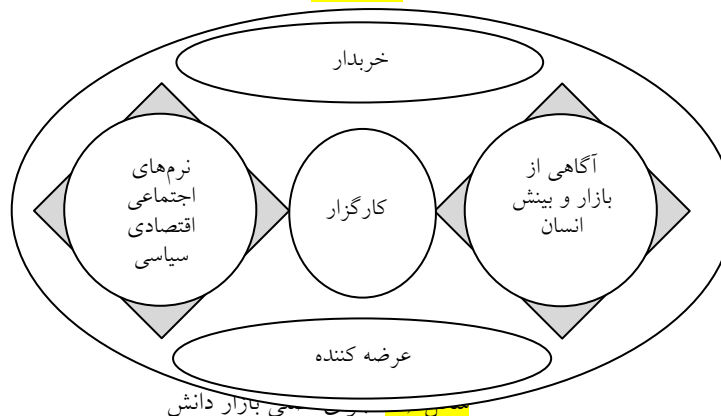 خریدار
آگاهی از
بازار و بینش
انسان
کارگزار
نرم‌های
اجتماعی
اقتصادی
سیاسی
عرضه کننده
بازار دانش